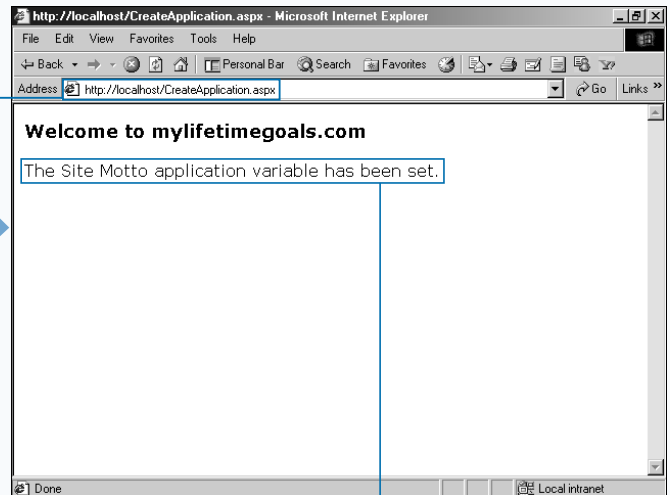 http://localhost/CreateApplication.aspx - Microsoft Internet Explorer
File Edit View Favorites Tools Help
Back Personal Bar Search Favorites
Address http://localhost/CreateApplication.aspx Go Links »
Welcome to mylifetimegoals.com
The Site Motto application variable has been set.
Done Local intranet